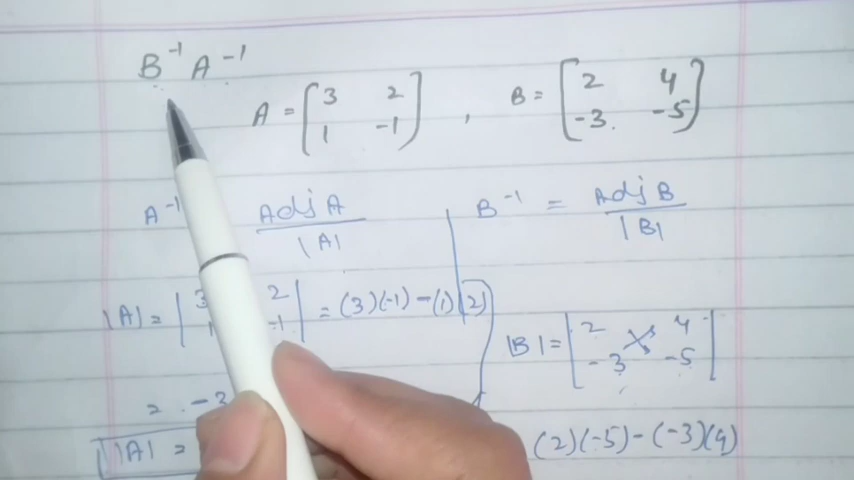 B⁻¹ A⁻¹
A = [3 2; 1 -1] , B = [2 4; -3 -5]
A⁻¹ Adj A / |A|
B⁻¹ = Adj B / |B|
|A| = |3 2; 1 -1| = (3)(-1) - (1)(2)
= -3
|A| =
|B| = |2 4; -3 -5|
(2)(-5) - (-3)(4)